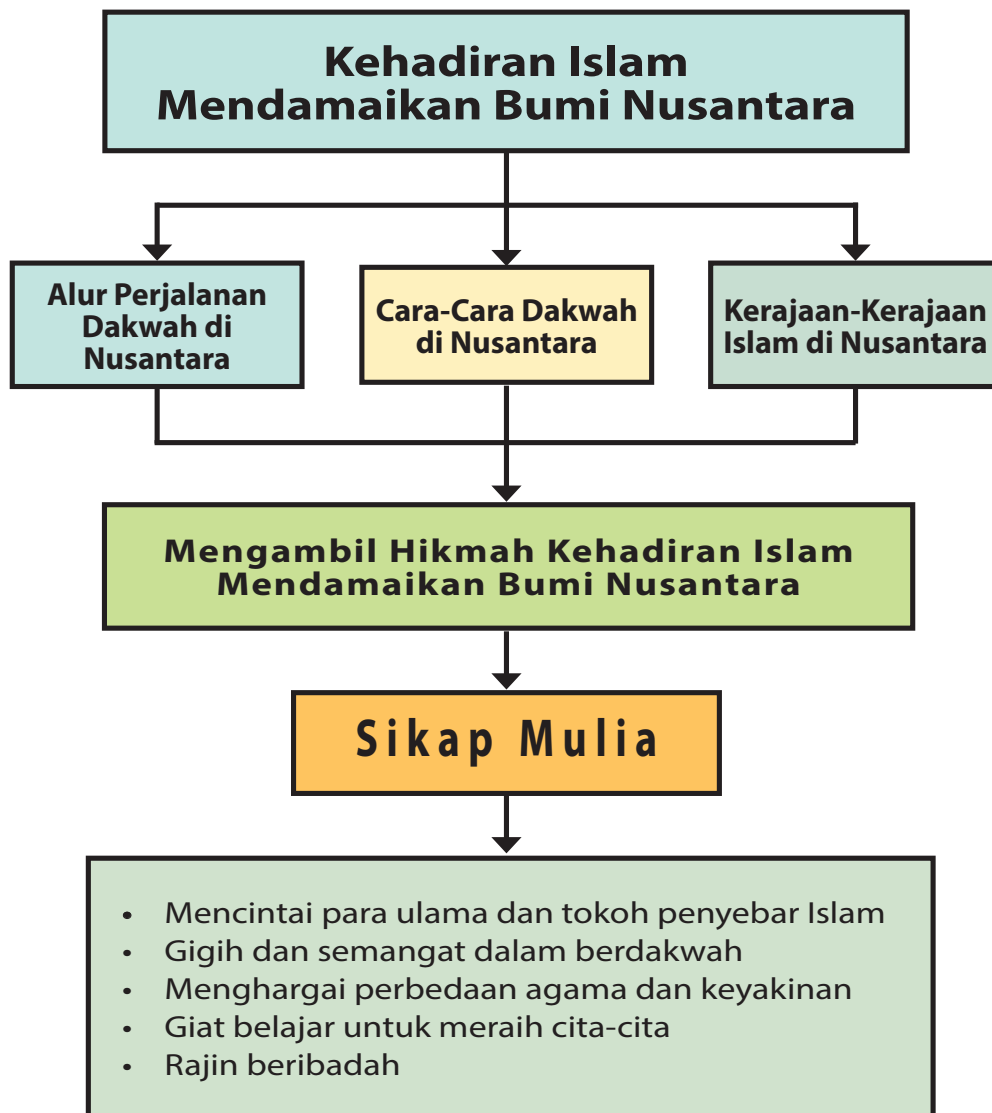 Kehadiran Islam
Mendamaikan Bumi Nusantara
Alur Perjalanan
Dakwah di
Nusantara
Cara-Cara Dakwah
di Nusantara
Kerajaan-Kerajaan
Islam di Nusantara
Mengambil Hikmah Kehadiran Islam
Mendamaikan Bumi Nusantara
Sikap Mulia
• Mencintai para ulama dan tokoh penyebar Islam
• Gigih dan semangat dalam berdakwah
• Menghargai perbedaan agama dan keyakinan
• Giat belajar untuk meraih cita-cita
• Rajin beribadah